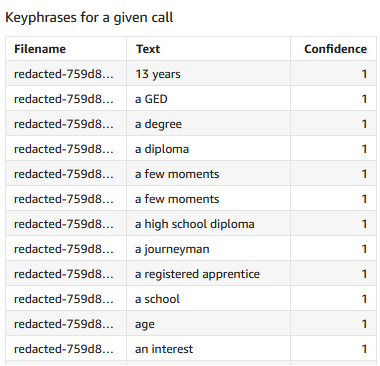 Keyphrases for a given call
Filename Text Confidence
redacted-759d8... 13 years 1
redacted-759d8... a GED 1
redacted-759d8... a degree 1
redacted-759d8... a diploma 1
redacted-759d8... a few moments 1
redacted-759d8... a few moments 1
redacted-759d8... a high school diploma 1
redacted-759d8... a journeyman 1
redacted-759d8... a registered apprentice 1
redacted-759d8... a school 1
redacted-759d8... age 1
redacted-759d8... an interest 1